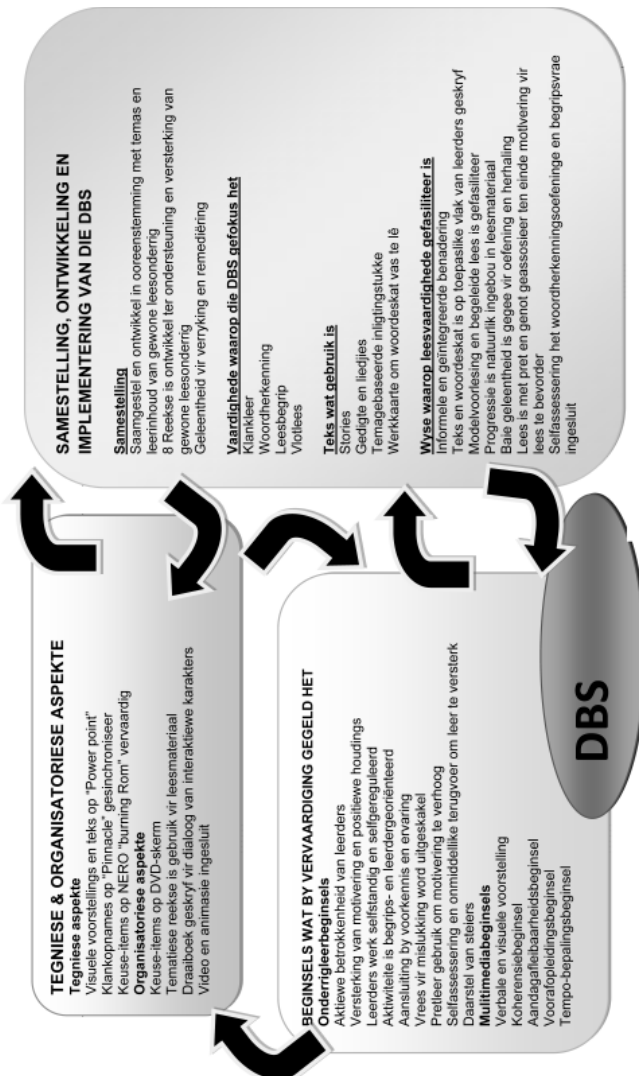 TEGNIESE & ORGANISATORIESE ASPEKTE
Tegniese aspekte
Visuele voorstellings en teks op "Power point"
Klankopnames op "Pinnacle" gesinchroniseer
Keuse-items op NERO "burning Rom" vervaardig
Organisatoriese aspekte
Keuse-items op DVD-skerm
Tematiese reekse is gebruik vir leesmateriaal
Draaiboek geskryf vir dialoog van interaktiewe karakters
Video en animasie ingesluit
BEGINSELS WAT BY VERVAARDIGING GEGELD HET
Onderrigleerbeginsels
Aktiewe betrokkenheid van leerders
Versterking van motivering en positiewe houdings
Leerders werk selfstandig en selfgereguleerd
Aktiwiteite is begrips- en leerdergeoriënteerd
Aansluiting by voorkennis en ervaring
Vrees vir mislukking word uitgeskakel
Pretleer gebruik om motivering te verhoog
Selfassessering en onmiddellike terugvoer om leer te versterk
Daarstel van steiers
Mulitimediabeginsels
Verbale en visuele voorstelling
Koherensiebeginsel
Aandagafleibaarheidsbeginsel
Voorafopleidingsbeginsel
Tempo-bepalingsbeginsel
SAMESTELLING, ONTWIKKELING EN
IMPLEMENTERING VAN DIE DBS
Samestelling
Saamgestel en ontwikkel in ooreenstemming met temas en
leerinhoud van gewone leesonderrig
8 Reekse is ontwikkel ter ondersteuning en versterking van
gewone leesonderrig
Geleentheid vir verryking en remediëring
Vaardighede waarop die DBS gefokus het
Klankleer
Woordherkenning
Leesbegrip
Vlotlees
Teks wat gebruik is
Stories
Gedigte en liedjies
Temagebaseerde inligtingstukke
Werkkaarte om woordeskat vas te lê
Wyse waarop leesvaardighede gefasiliteer is
Informele en geïntegreerde benadering
Teks en woordeskat is op toepaslike vlak van leerders geskryf
Modelvoorlesing en begeleide lees is gefasiliteer
Progressie is natuurlik ingebou in leesmateriaal
Baie geleentheid is gegee vir oefening en herhaling
Lees is met pret en genot geassosieer ten einde motivering vir
lees te bevorder
Selfassessering het woordherkenningsoefeninge en begripsvrae
ingesluit
DBS